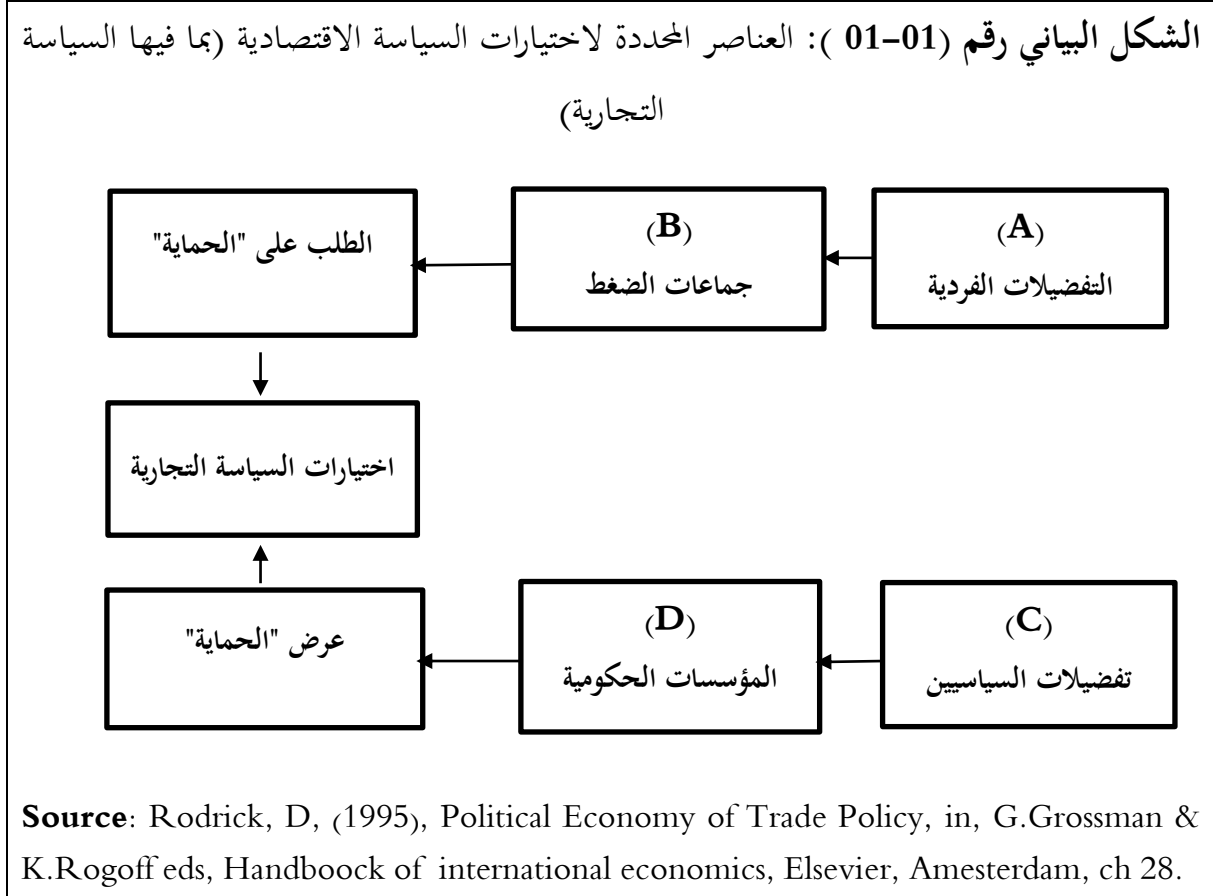 الشكل البياني رقم (01–01 ): العناصر المحددة لاختيارات السياسة الاقتصادية (بما فيها السياسة
التجارية)
(A)
التفضيلات الفردية
(B)
جماعات الضغط
الطلب على "الحماية"
اختيارات السياسة التجارية
(C)
تفضيلات السياسيين
(D)
المؤسسات الحكومية
عرض "الحماية"
Source: Rodrick, D, (1995), Political Economy of Trade Policy, in, G.Grossman &
K.Rogoff eds, Handboock of international economics, Elsevier, Amesterdam, ch 28.